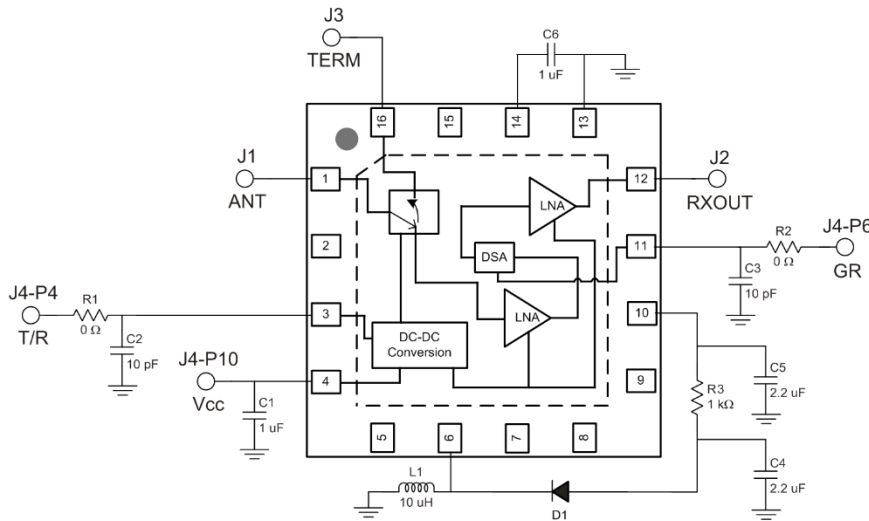 J3
TERM
C6
1 uF
16
15
14
13
J1
ANT
1
12
J2
RXOUT
LNA
2
11
J4-P6
R2
0 Ω
GR
DSA
C3
10 pF
J4-P4
R1
0 Ω
T/R
C2
10 pF
3
LNA
10
DC-DC
Conversion
J4-P10
Vcc
4
9
C1
1 uF
R3
1 kΩ
C5
2.2 uF
5
6
7
8
L1
10 uH
D1
C4
2.2 uF